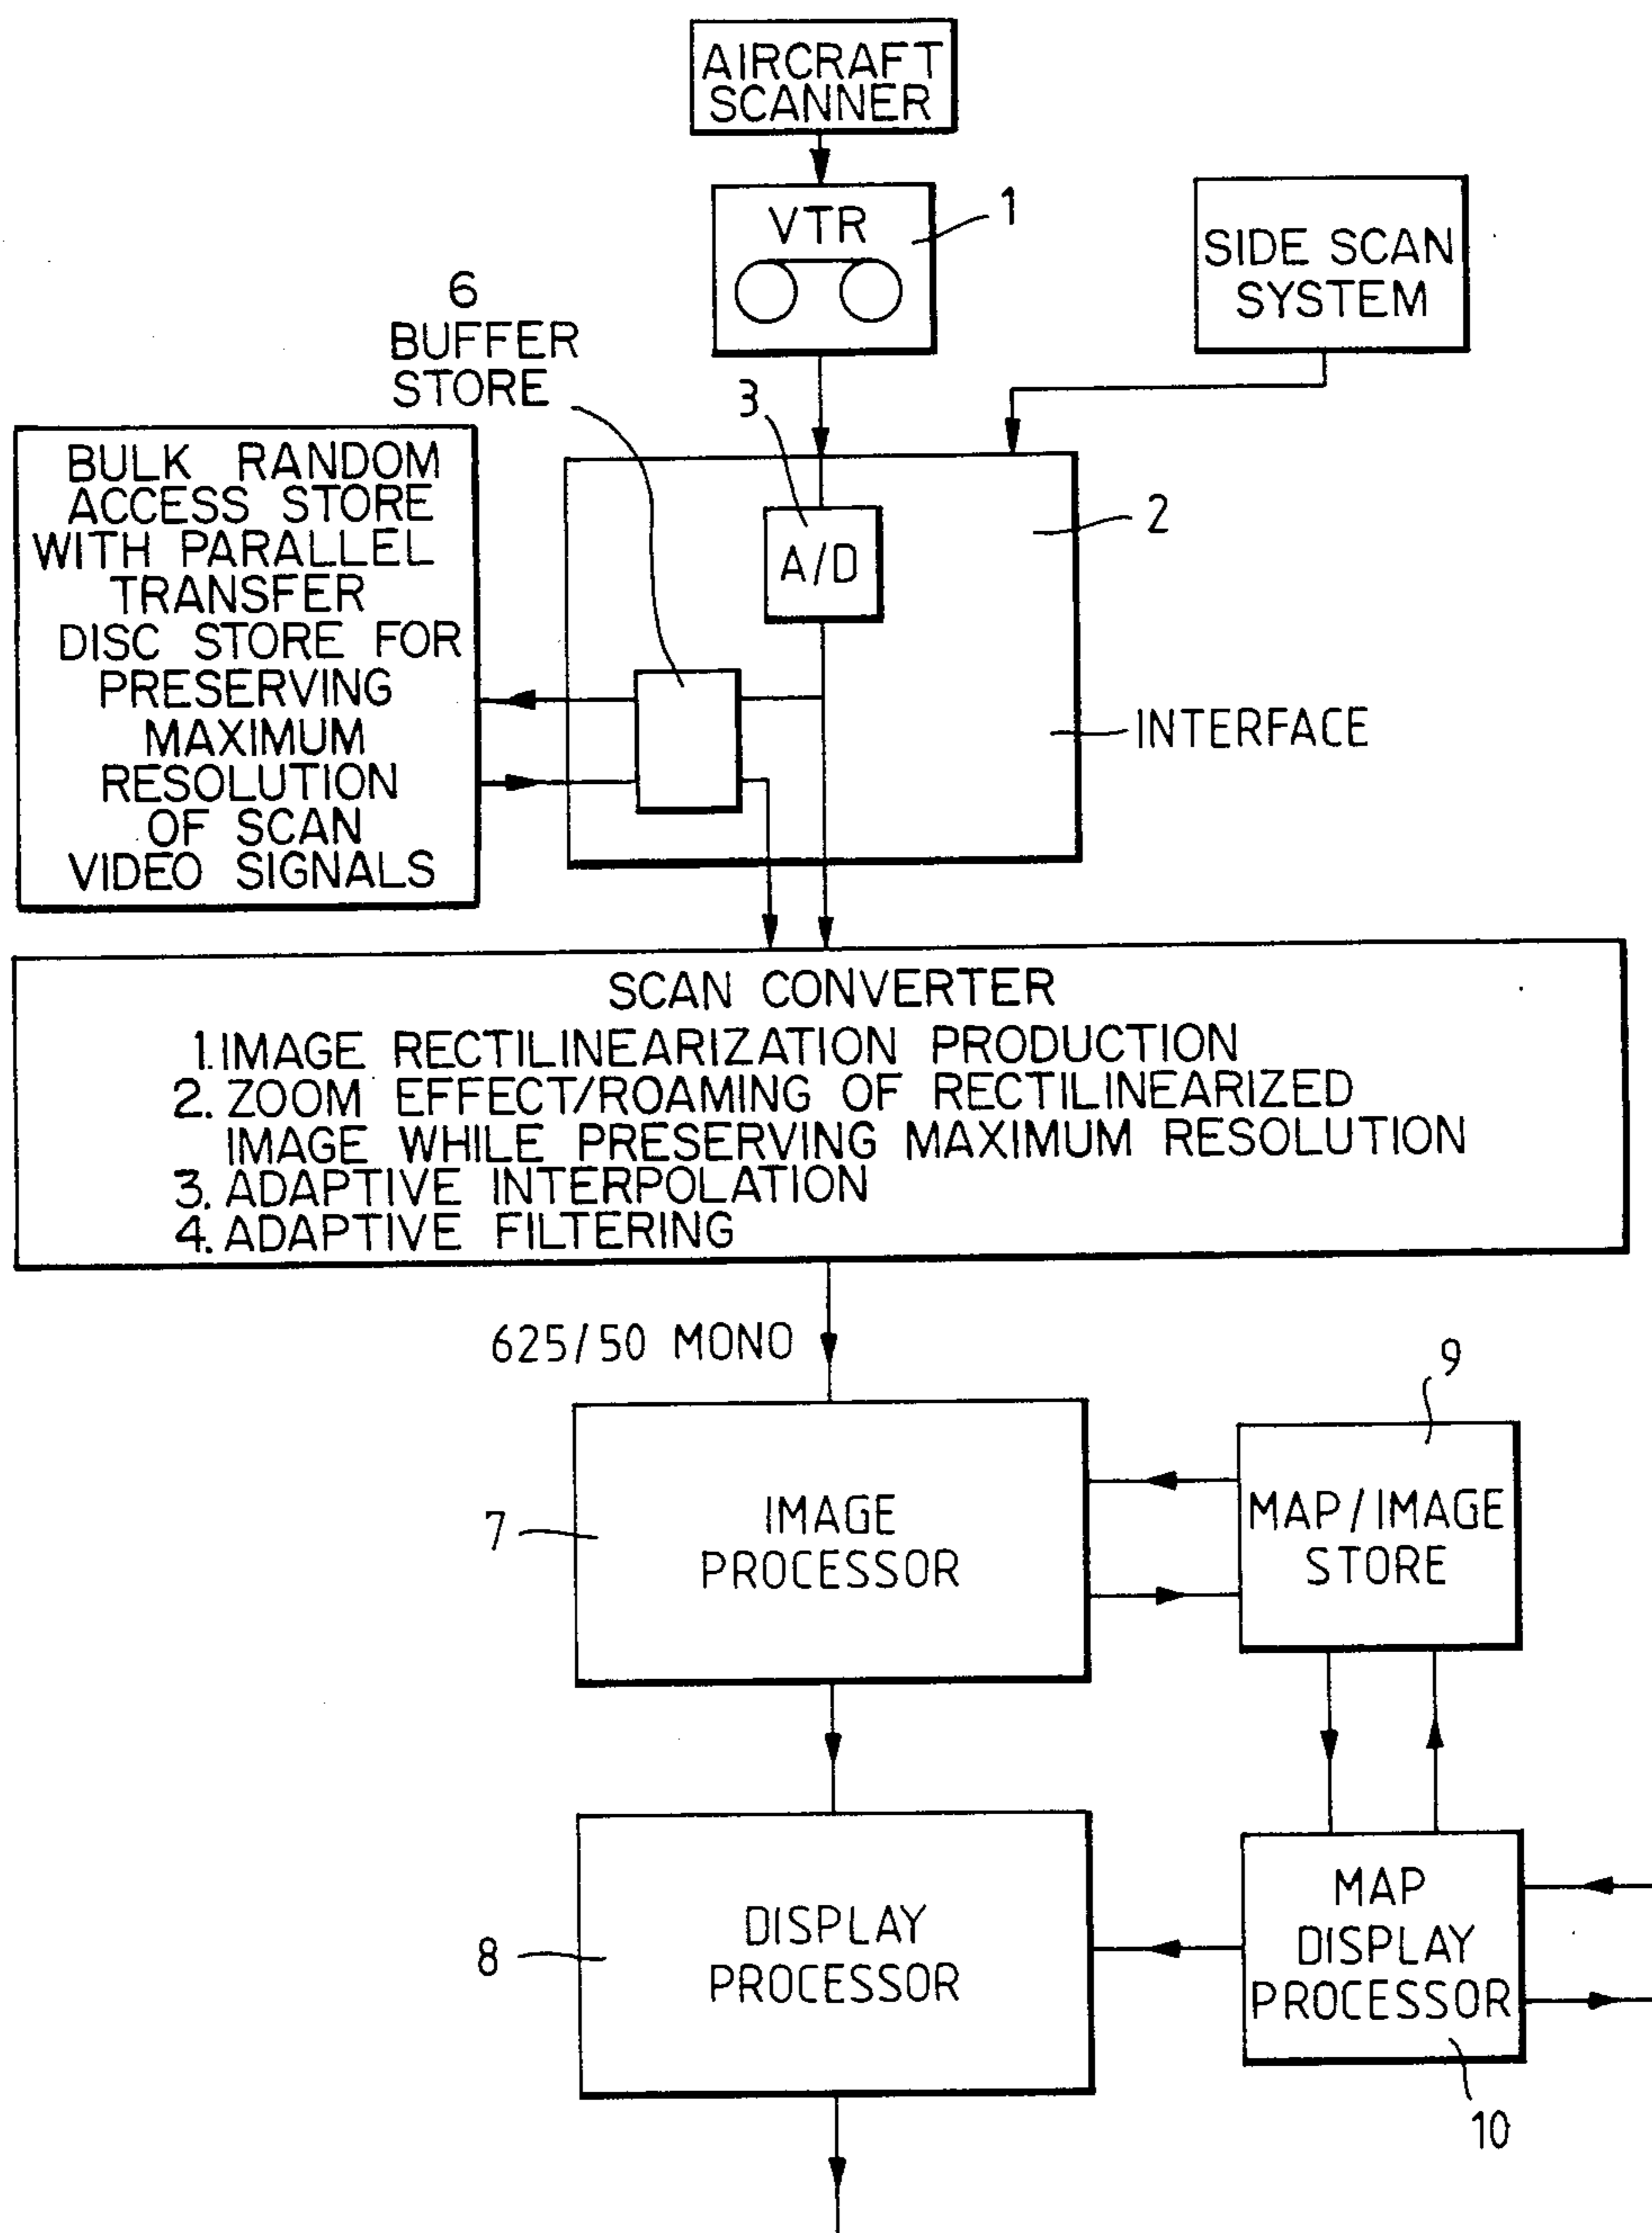 AIRCRAFT
SCANNER
VTR
1
SIDE SCAN
SYSTEM
6
BUFFER
STORE
3
BULK RANDOM
ACCESS STORE
WITH PARALLEL
TRANSFER
DISC STORE FOR
PRESERVING
MAXIMUM
RESOLUTION
OF SCAN
VIDEO SIGNALS
A/D
2
INTERFACE
SCAN CONVERTER
1. IMAGE RECTILINEARIZATION PRODUCTION
2. ZOOM EFFECT/ROAMING OF RECTILINEARIZED
IMAGE WHILE PRESERVING MAXIMUM RESOLUTION
3. ADAPTIVE INTERPOLATION
4. ADAPTIVE FILTERING
625/50 MONO
9
7
IMAGE
PROCESSOR
MAP/IMAGE
STORE
8
DISPLAY
PROCESSOR
MAP
DISPLAY
PROCESSOR
10